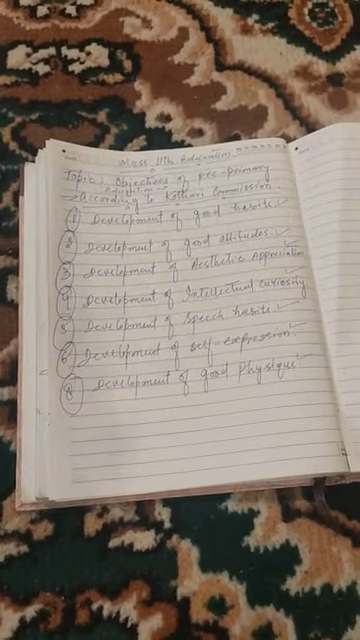 Class 11th Education
Topic: Objectives of pre-primary
education
→ According to Kothari Commission
1 Development of good habits ✓
2 Development of good attitudes. ✓
3 Development of Aesthetic Appreciation
4 Development of Intellectual curiosity
5 Development of Speech habits ✓
6 Development of self-expression ✓
8 Development of Good Physique ✓